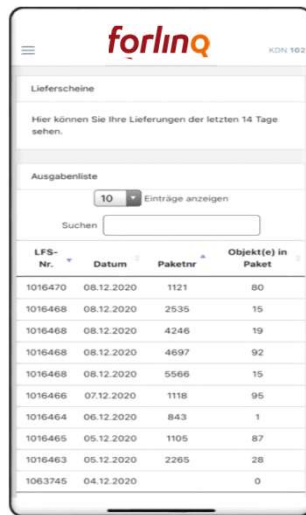 forlinq
KDN 102
Lieferscheine
Hier können Sie Ihre Lieferungen der letzten 14 Tage
sehen.
Ausgabenliste
10 Einträge anzeigen
Suchen
LFS-
Nr. Datum Paketnr Objekt(e) in
Paket
1016470 08.12.2020 1121 80
1016468 08.12.2020 2535 15
1016468 08.12.2020 4246 19
1016468 08.12.2020 4697 92
1016468 08.12.2020 5566 15
1016466 07.12.2020 1118 95
1016464 06.12.2020 843 1
1016465 05.12.2020 1105 87
1016463 05.12.2020 2265 28
1063745 04.12.2020 0